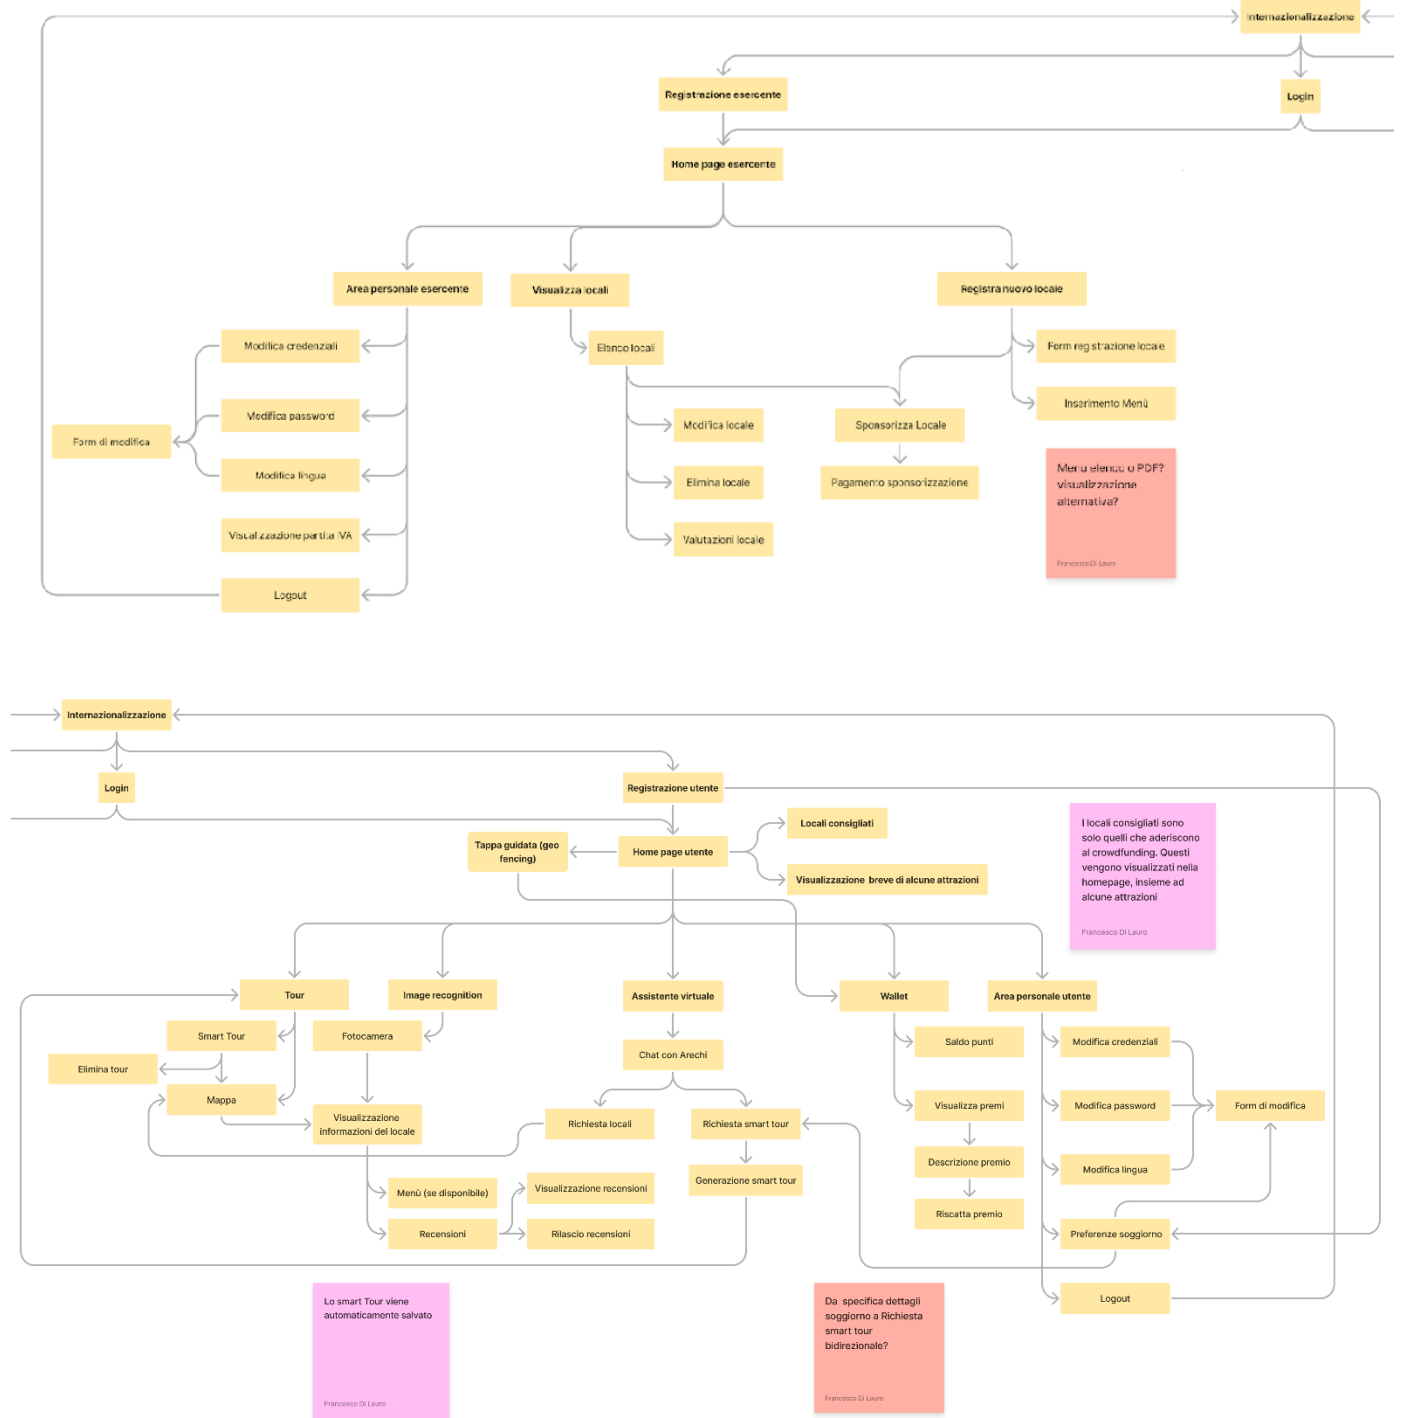 Internazionalizzazione
Registrazione esercente
Login
Home page esercente
Area personale esercente
Visualizza locali
Registra nuovo locale
Modifica credenziali
Elenco locali
Form registrazione locale
Inserimento Menù
Modifica password
Modifica locale
Sponsorizza Locale
Form di modifica
Modifica lingua
Elimina locale
Pagamento sponsorizzazione
Menu elenco o PDF?
visualizzazione
alternativa?
Francesco Di Lauro
Visualizzazione partita IVA
Valutazioni locale
Logout
Internazionalizzazione
Login
Registrazione utente
Tappa guidata (geo
fencing)
Home page utente
Locali consigliati
Visualizzazione breve di alcune attrazioni
I locali consigliati sono
solo quelli che aderiscono
al crowdfunding. Questi
vengono visualizzati nella
homepage, insieme ad
alcune attrazioni
Francesco Di Lauro
Tour
Image recognition
Assistente virtuale
Wallet
Area personale utente
Smart Tour
Fotocamera
Chat con Arechi
Saldo punti
Modifica credenziali
Elimina tour
Mappa
Visualizzazione
informazioni del locale
Richiesta locali
Richiesta smart tour
Visualizza premi
Modifica password
Form di modifica
Menù (se disponibile)
Visualizzazione recensioni
Generazione smart tour
Descrizione premio
Modifica lingua
Recensioni
Rilascio recensioni
Riscatta premio
Preferenze soggiorno
Logout
Lo smart Tour viene
automaticamente salvato
Francesco Di Lauro
Da specifica dettagli
soggiorno a Richiesta
smart tour
bidirezionale?
Francesco Di Lauro